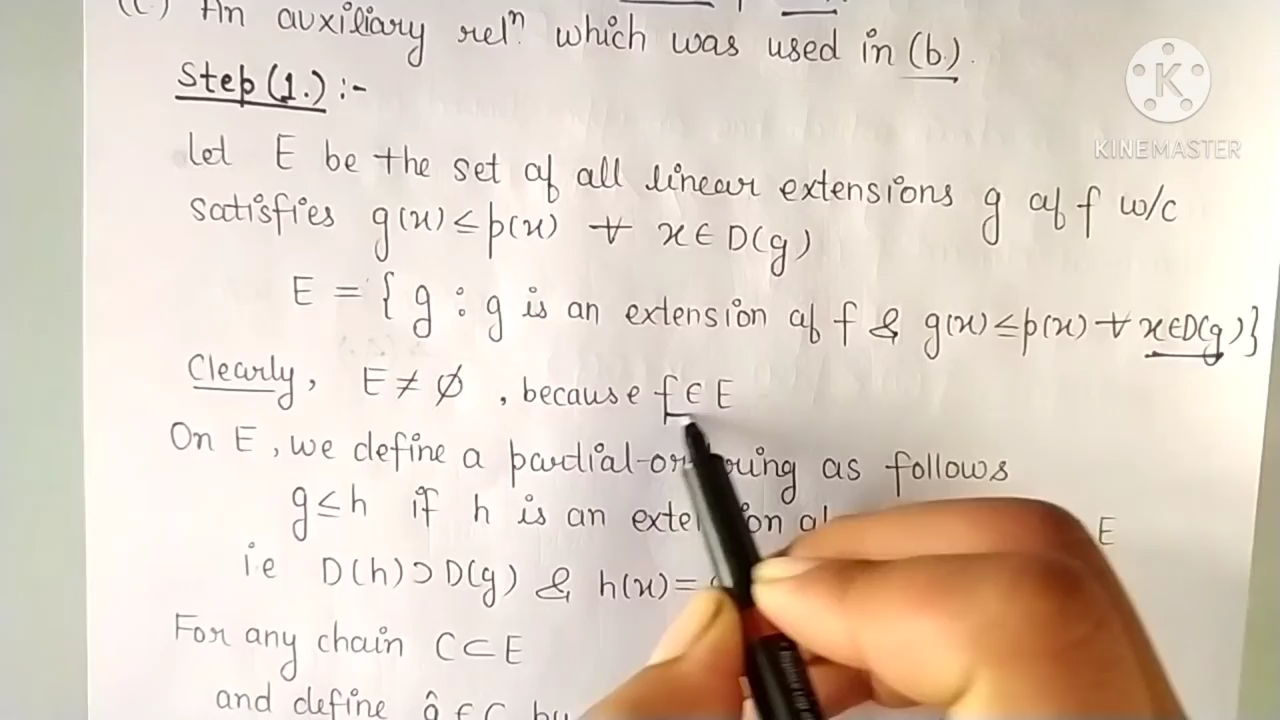 (c.) An auxiliary relⁿ. which was used in (b.).
Step (1.) :-
let E be the set of all linear extensions g of f w/c
satisfies g(x) ≤ p(x) ∀ x ∈ D(g)
E = { g : g is an extension of f & g(x) ≤ p(x) ∀ x∈D(g) }
Clearly, E ≠ ∅ , because f ∈ E
On E , we define a partial-ordering as follows
g ≤ h if h is an extension of E
i.e D(h) ⊃ D(g) & h(x) =
For any chain C ⊂ E
and define ĝ
K
KINEMASTER